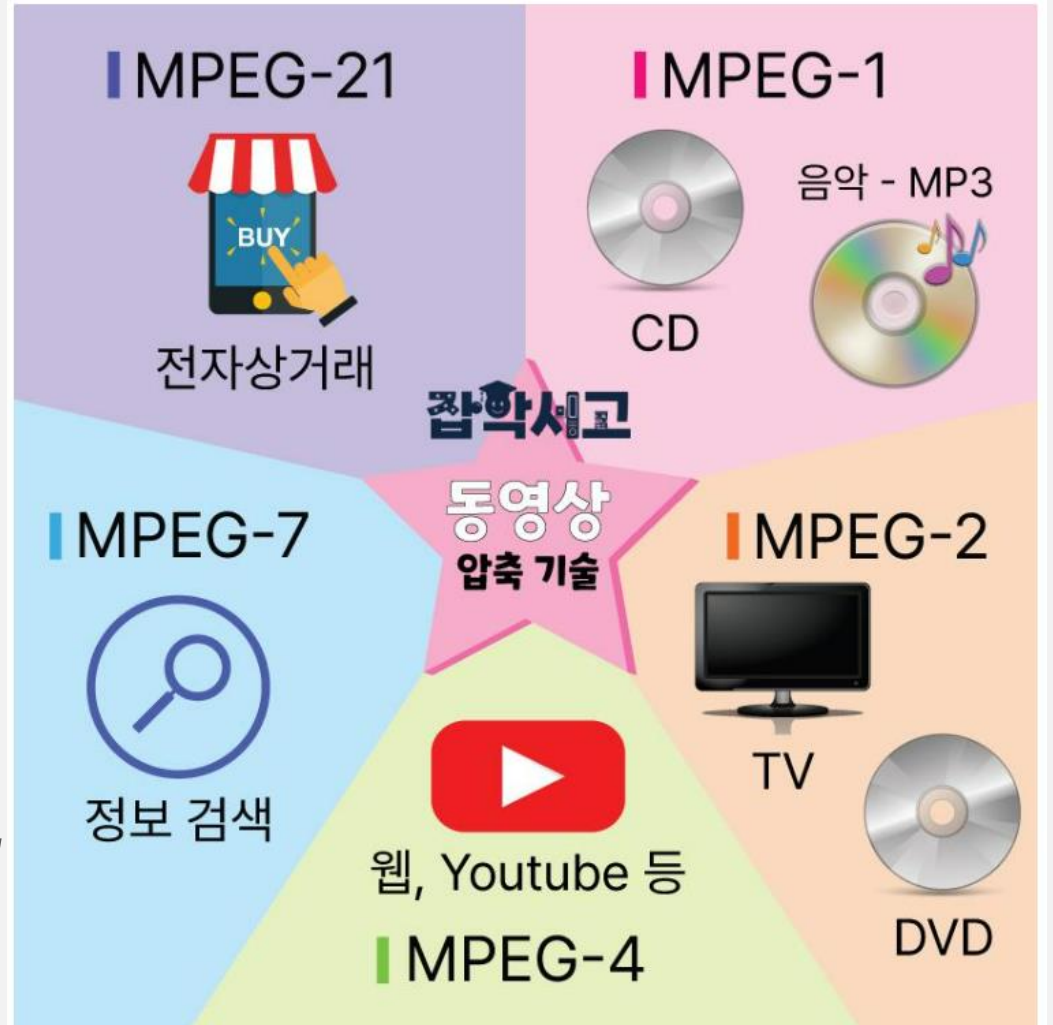 MPEG-21
BUY
전자상거래
MPEG-1
음악 - MP3
CD
잡학서고
동영상
압축 기술
MPEG-7
정보 검색
MPEG-2
TV
DVD
웹, Youtube 등
MPEG-4